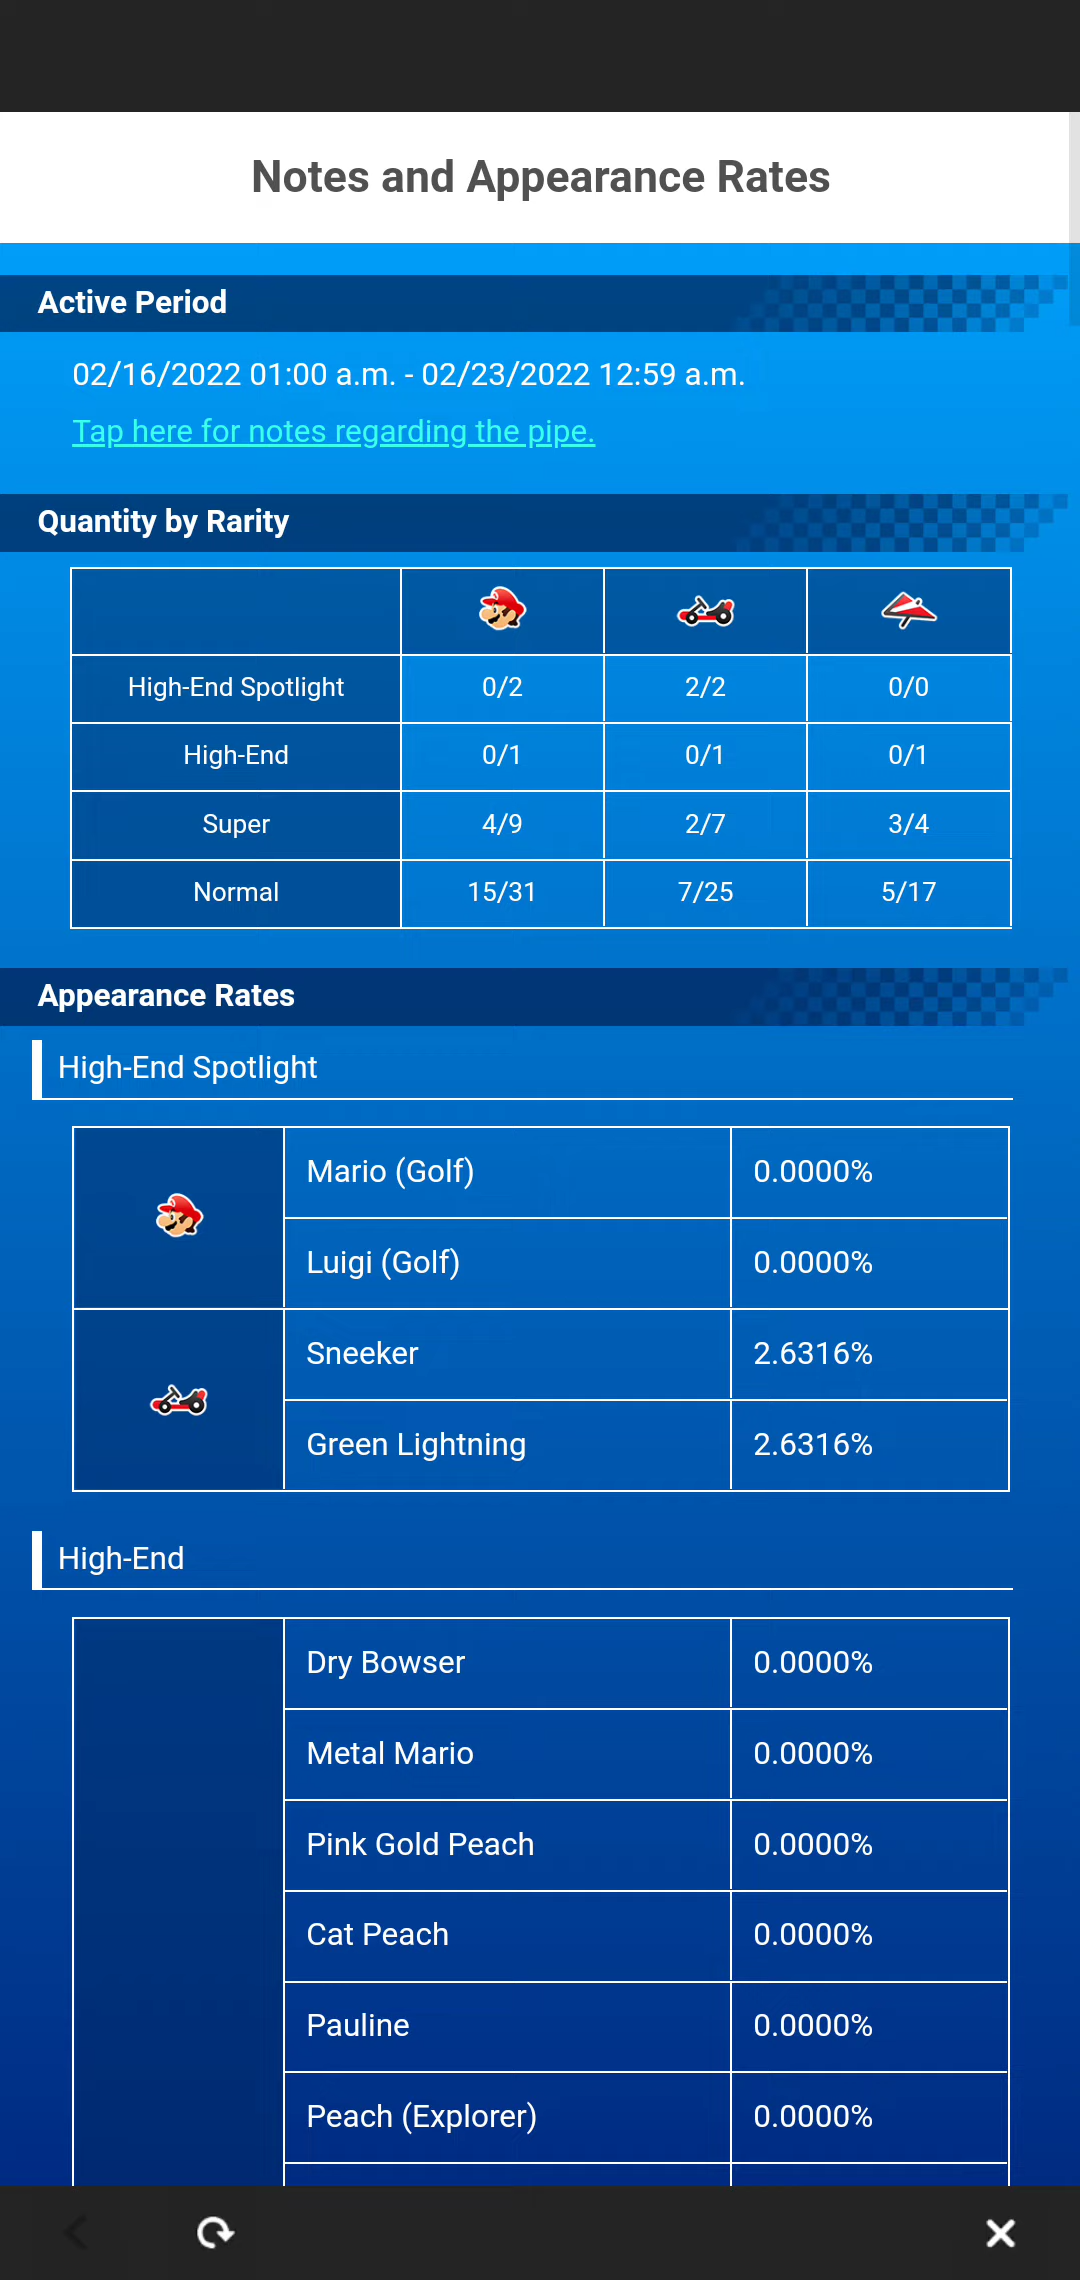 Notes and Appearance Rates
Active Period
02/16/2022 01:00 a.m. - 02/23/2022 12:59 a.m.
Tap here for notes regarding the pipe.
Quantity by Rarity
High-End Spotlight 0/2 2/2 0/0
High-End 0/1 0/1 0/1
Super 4/9 2/7 3/4
Normal 15/31 7/25 5/17
Appearance Rates
High-End Spotlight
Mario (Golf) 0.0000%
Luigi (Golf) 0.0000%
Sneeker 2.6316%
Green Lightning 2.6316%
High-End
Dry Bowser 0.0000%
Metal Mario 0.0000%
Pink Gold Peach 0.0000%
Cat Peach 0.0000%
Pauline 0.0000%
Peach (Explorer) 0.0000%